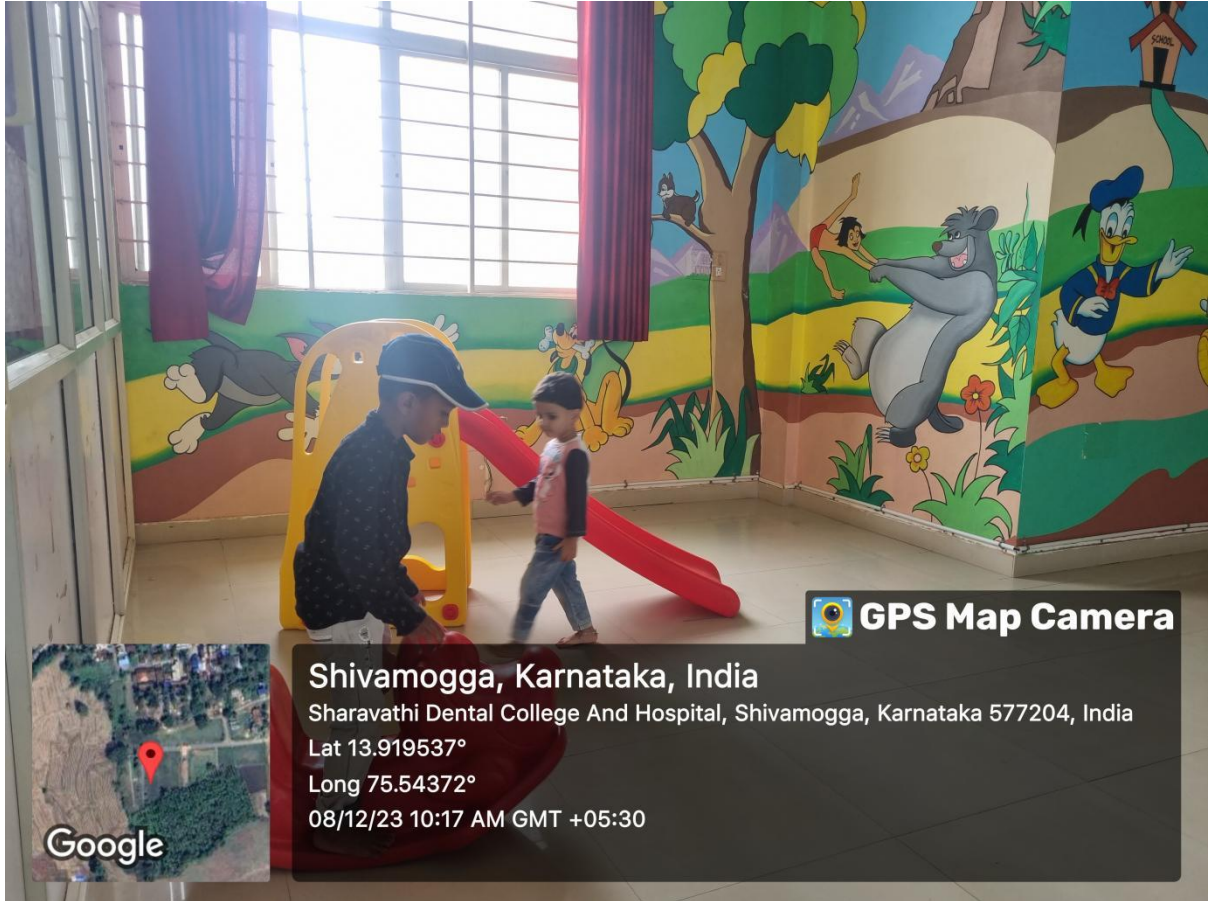 SCHOOL
GPS Map Camera
Shivamogga, Karnataka, India
Sharavathi Dental College And Hospital, Shivamogga, Karnataka 577204, India
Lat 13.919537°
Long 75.54372°
08/12/23 10:17 AM GMT +05:30
Google